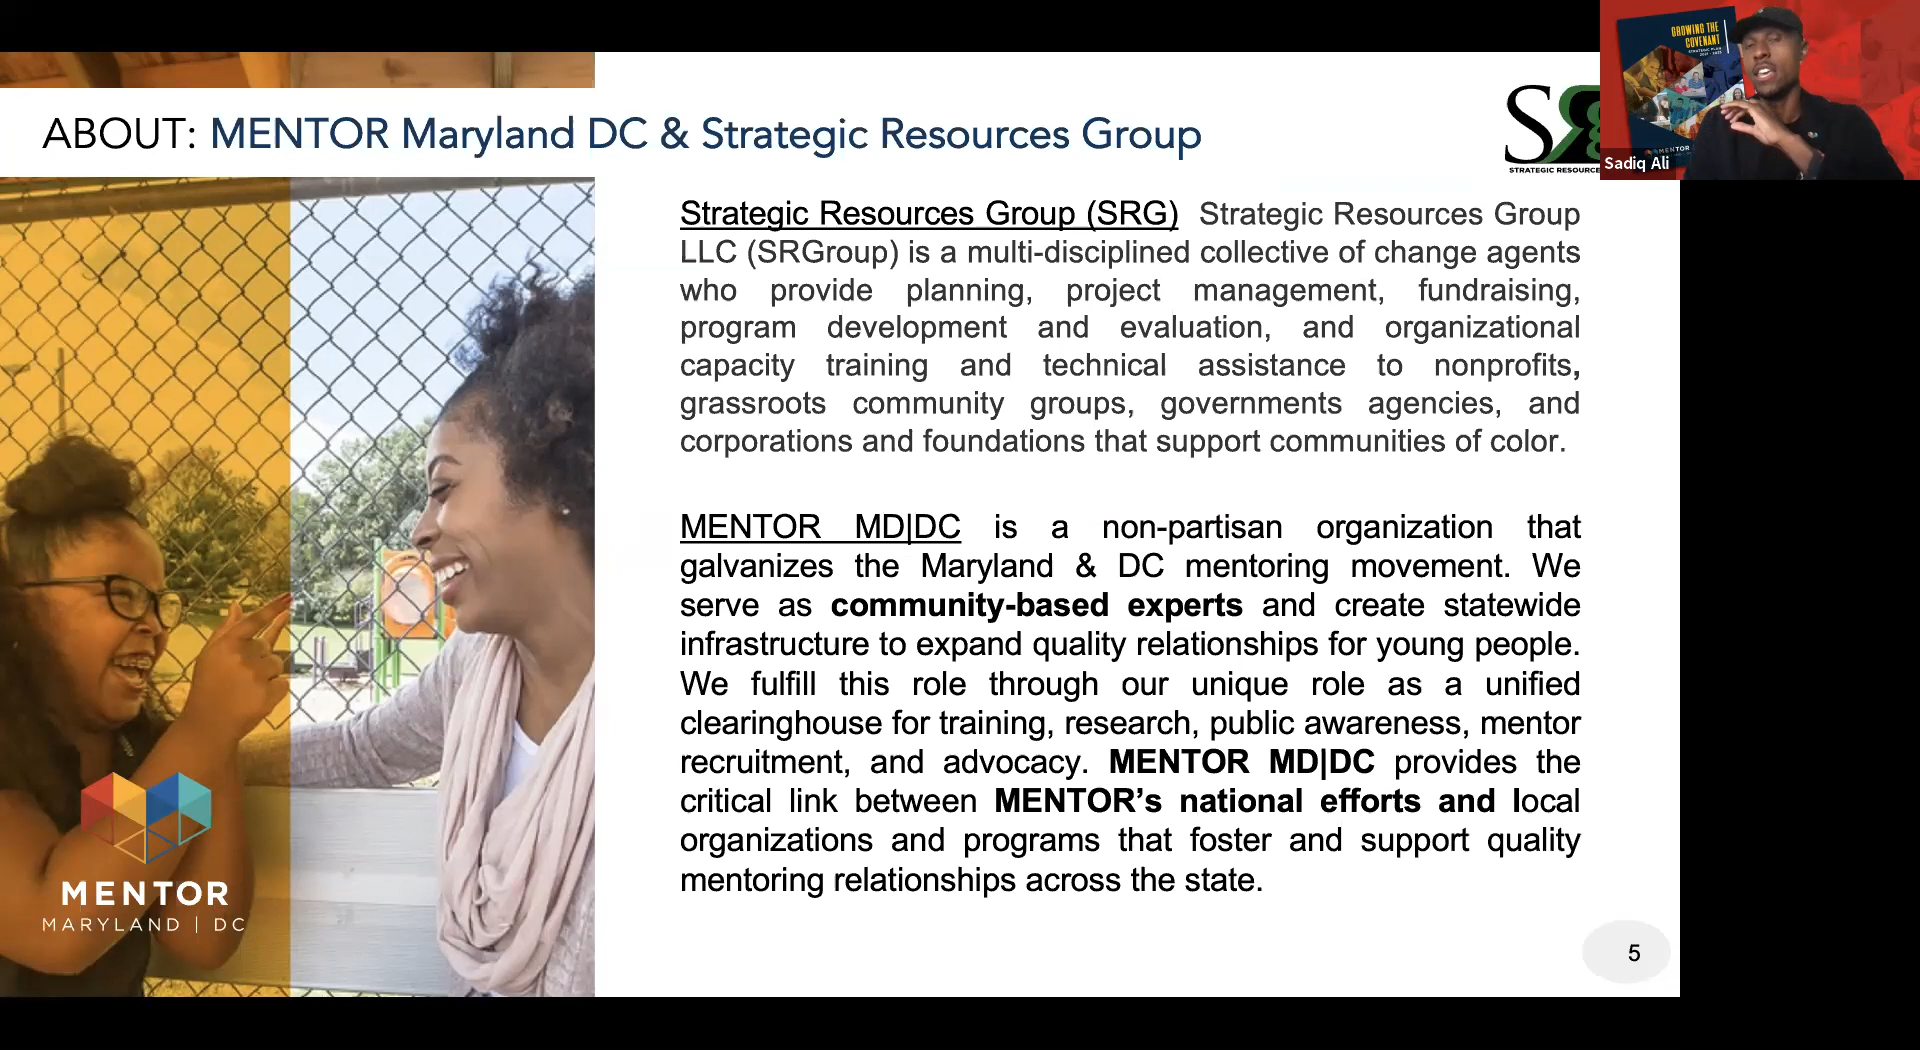 ABOUT: MENTOR Maryland DC & Strategic Resources Group
STRATEGIC RESOURCE
GROWING THE
COVENANT
STRATEGIC PLAN
MENTOR
Sadiq Ali
Strategic Resources Group (SRG) Strategic Resources Group
LLC (SRGroup) is a multi-disciplined collective of change agents
who provide planning, project management, fundraising,
program development and evaluation, and organizational
capacity training and technical assistance to nonprofits,
grassroots community groups, governments agencies, and
corporations and foundations that support communities of color.
MENTOR MD|DC is a non-partisan organization that
galvanizes the Maryland & DC mentoring movement. We
serve as community-based experts and create statewide
infrastructure to expand quality relationships for young people.
We fulfill this role through our unique role as a unified
clearinghouse for training, research, public awareness, mentor
recruitment, and advocacy. MENTOR MD|DC provides the
critical link between MENTOR’s national efforts and local
organizations and programs that foster and support quality
mentoring relationships across the state.
MENTOR
MARYLAND | DC
5